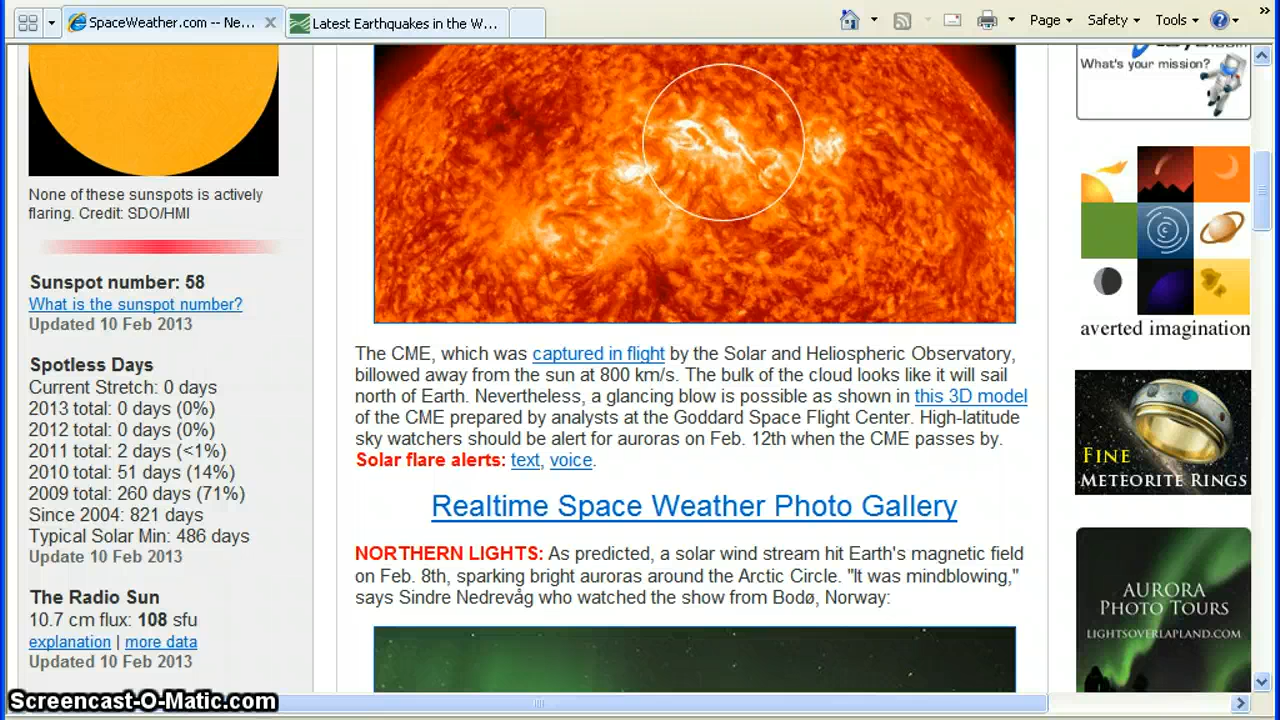 SpaceWeather.com -- Ne...
Latest Earthquakes in the W...
Page
Safety
Tools
None of these sunspots is actively
flaring. Credit: SDO/HMI
Sunspot number: 58
What is the sunspot number?
Updated 10 Feb 2013
Spotless Days
Current Stretch: 0 days
2013 total: 0 days (0%)
2012 total: 0 days (0%)
2011 total: 2 days (<1%)
2010 total: 51 days (14%)
2009 total: 260 days (71%)
Since 2004: 821 days
Typical Solar Min: 486 days
Update 10 Feb 2013
The Radio Sun
10.7 cm flux: 108 sfu
explanation | more data
Updated 10 Feb 2013
The CME, which was captured in flight by the Solar and Heliospheric Observatory,
billowed away from the sun at 800 km/s. The bulk of the cloud looks like it will sail
north of Earth. Nevertheless, a glancing blow is possible as shown in this 3D model
of the CME prepared by analysts at the Goddard Space Flight Center. High-latitude
sky watchers should be alert for auroras on Feb. 12th when the CME passes by.
Solar flare alerts: text, voice.
Realtime Space Weather Photo Gallery
NORTHERN LIGHTS: As predicted, a solar wind stream hit Earth's magnetic field
on Feb. 8th, sparking bright auroras around the Arctic Circle. "It was mindblowing,"
says Sindre Nedrevåg who watched the show from Bodø, Norway:
What's your mission?
averted imagination
FINE
METEORITE RINGS
AURORA
PHOTO TOURS
LIGHTSOVERLAPLAND.COM
Screencast-O-Matic.com